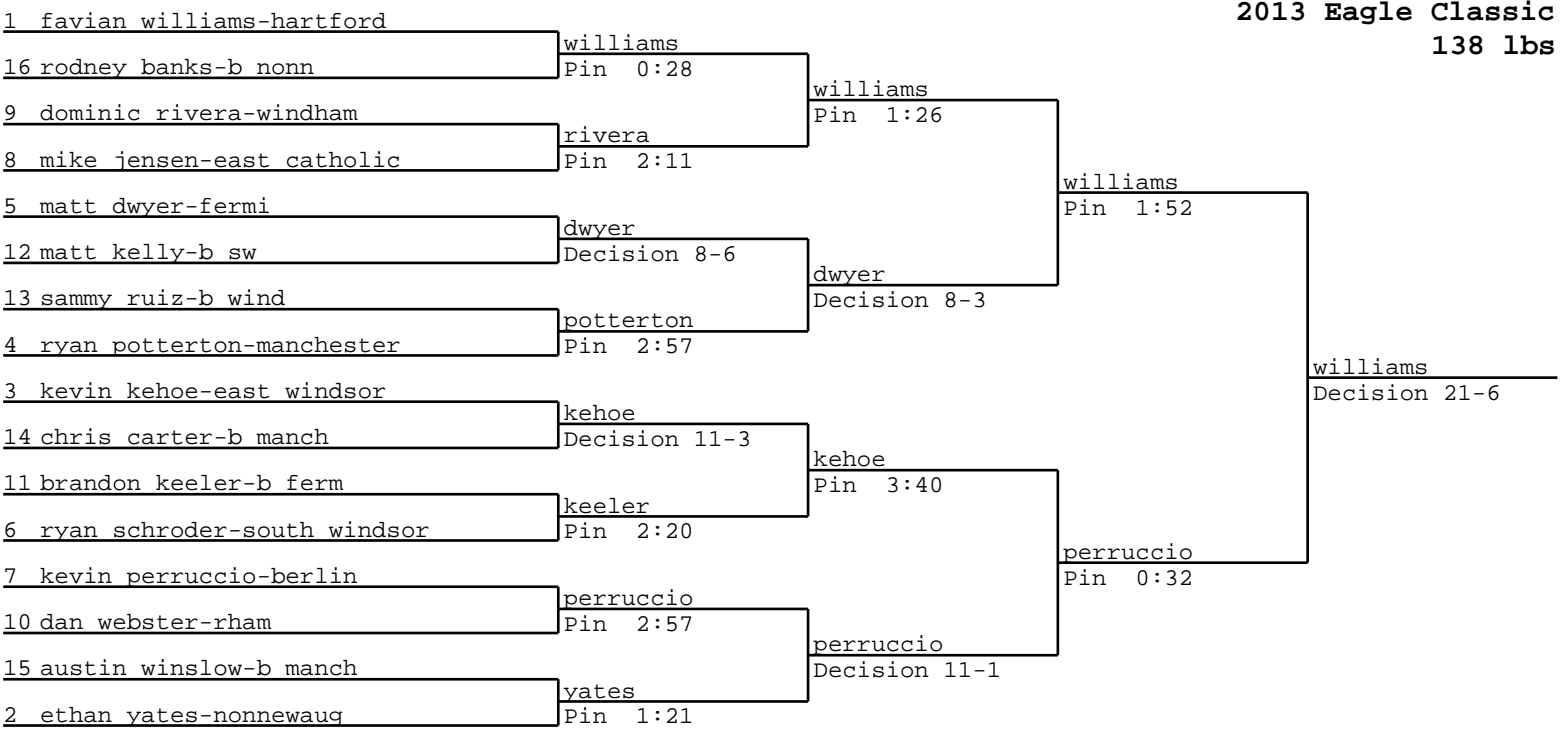 2013 Eagle Classic
138 lbs
1 favian williams-hartford
16 rodney banks-b nonn
9 dominic rivera-windham
8 mike jensen-east catholic
5 matt dwyer-fermi
12 matt kelly-b sw
13 sammy ruiz-b wind
4 ryan potterton-manchester
3 kevin kehoe-east windsor
14 chris carter-b manch
11 brandon keeler-b ferm
6 ryan schroder-south windsor
7 kevin perruccio-berlin
10 dan webster-rham
15 austin winslow-b manch
2 ethan yates-nonnewaug
williams
Pin 0:28
rivera
Pin 2:11
dwyer
Decision 8-6
potterton
Pin 2:57
kehoe
Decision 11-3
keeler
Pin 2:20
perruccio
Pin 2:57
yates
Pin 1:21
williams
Pin 1:26
dwyer
Decision 8-3
kehoe
Pin 3:40
perruccio
Decision 11-1
williams
Pin 1:52
perruccio
Pin 0:32
williams
Decision 21-6